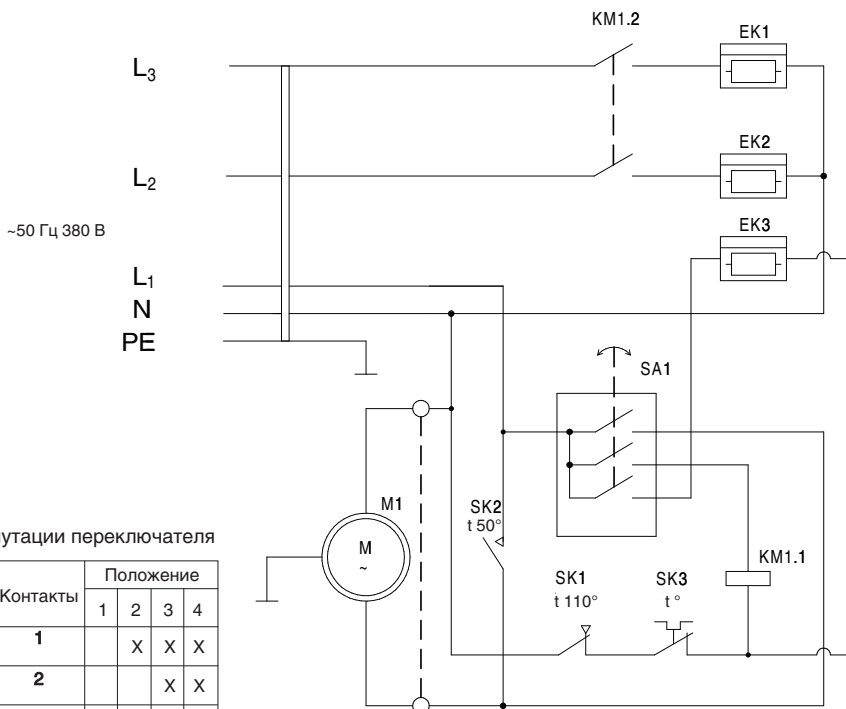 KM1.2
EK1
L₃
EK2
L₂
~50 Гц 380 В
EK3
L₁
N
PE
SA1
M1
SK2
t 50°
M
~
утации переключателя
KM1.1
SK1
t 110°
SK3
t °
Контакты Положение
1 2 3 4
1 X X X
2 X X